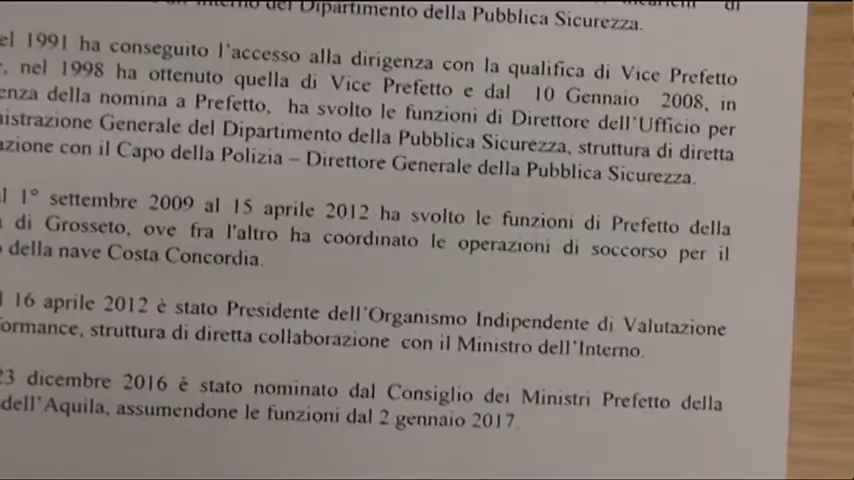 del Dipartimento della Pubblica Sicurezza.
el 1991 ha conseguito l'accesso alla dirigenza con la qualifica di Vice Prefetto
, nel 1998 ha ottenuto quella di Vice Prefetto e dal 10 Gennaio 2008, in
enza della nomina a Prefetto, ha svolto le funzioni di Direttore dell'Ufficio per
nistrazione Generale del Dipartimento della Pubblica Sicurezza, struttura di diretta
azione con il Capo della Polizia – Direttore Generale della Pubblica Sicurezza.
l 1° settembre 2009 al 15 aprile 2012 ha svolto le funzioni di Prefetto della
di Grosseto, ove fra l'altro ha coordinato le operazioni di soccorso per il
della nave Costa Concordia.
16 aprile 2012 è stato Presidente dell'Organismo Indipendente di Valutazione
ormance, struttura di diretta collaborazione con il Ministro dell'Interno.
23 dicembre 2016 è stato nominato dal Consiglio dei Ministri Prefetto della
dell'Aquila, assumendone le funzioni dal 2 gennaio 2017.